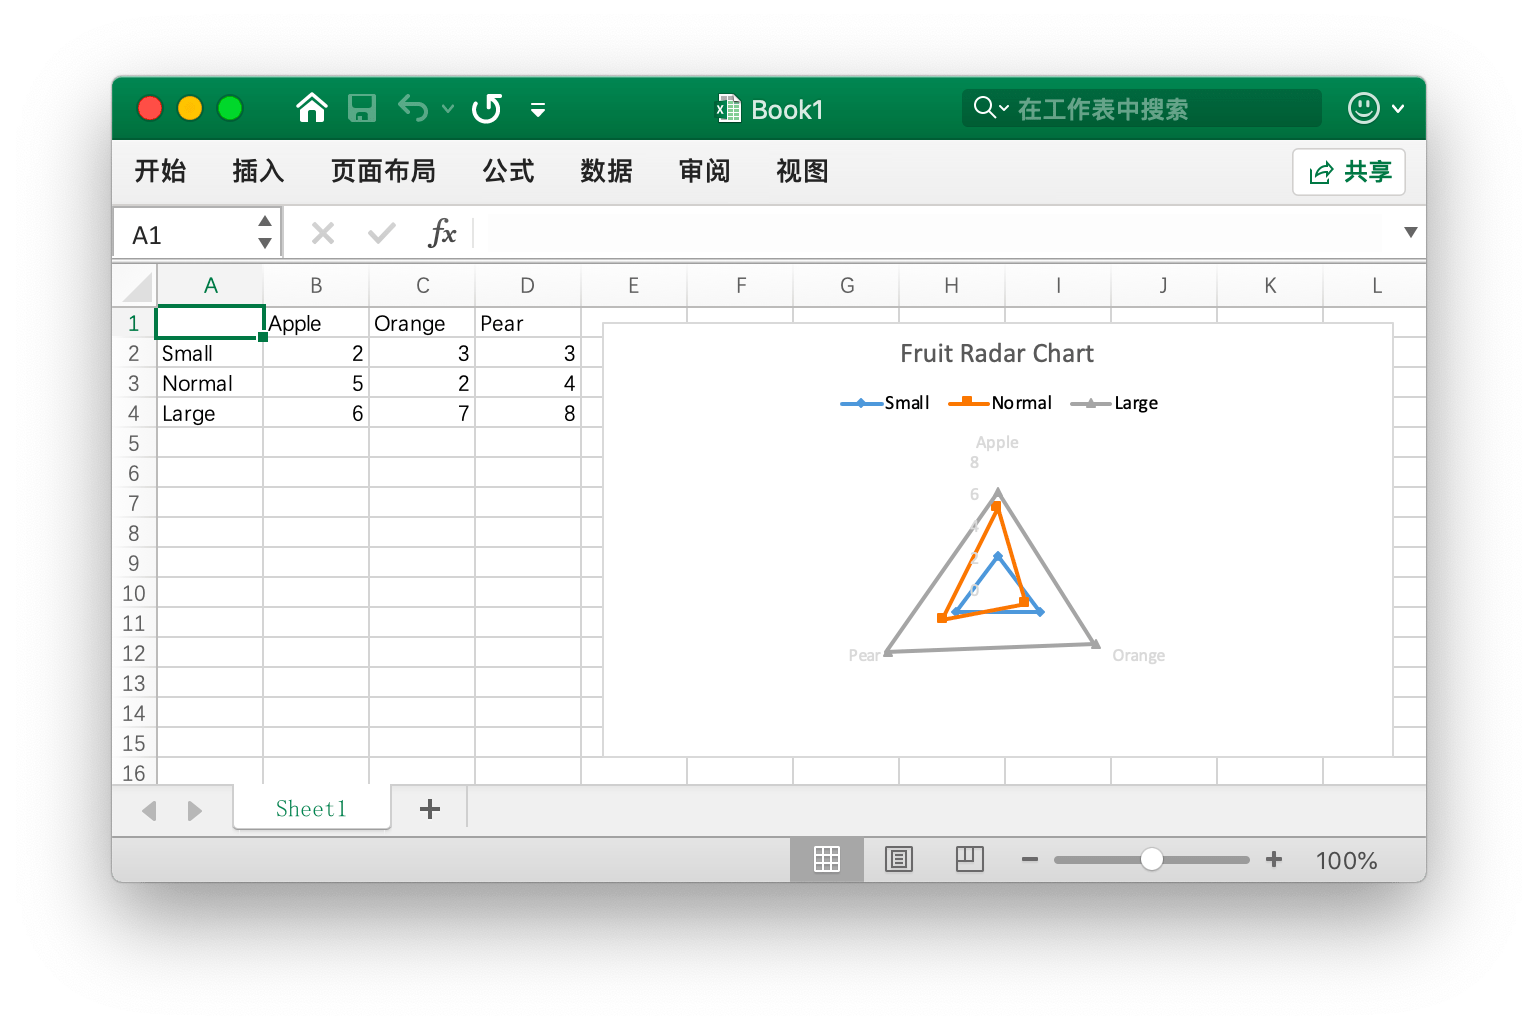 Book1
在工作表中搜索
开始 插入 页面布局 公式 数据 审阅 视图 共享
A1 fx
A B C D E F G H I J K L
1 Apple Orange Pear
2 Small 2 3 3
3 Normal 5 2 4
4 Large 6 7 8
5
6
7
8
9
10
11
12
13
14
15
16
Fruit Radar Chart
Small Normal Large
Apple
8
6
4
2
0
Pear Orange
Sheet1
100%